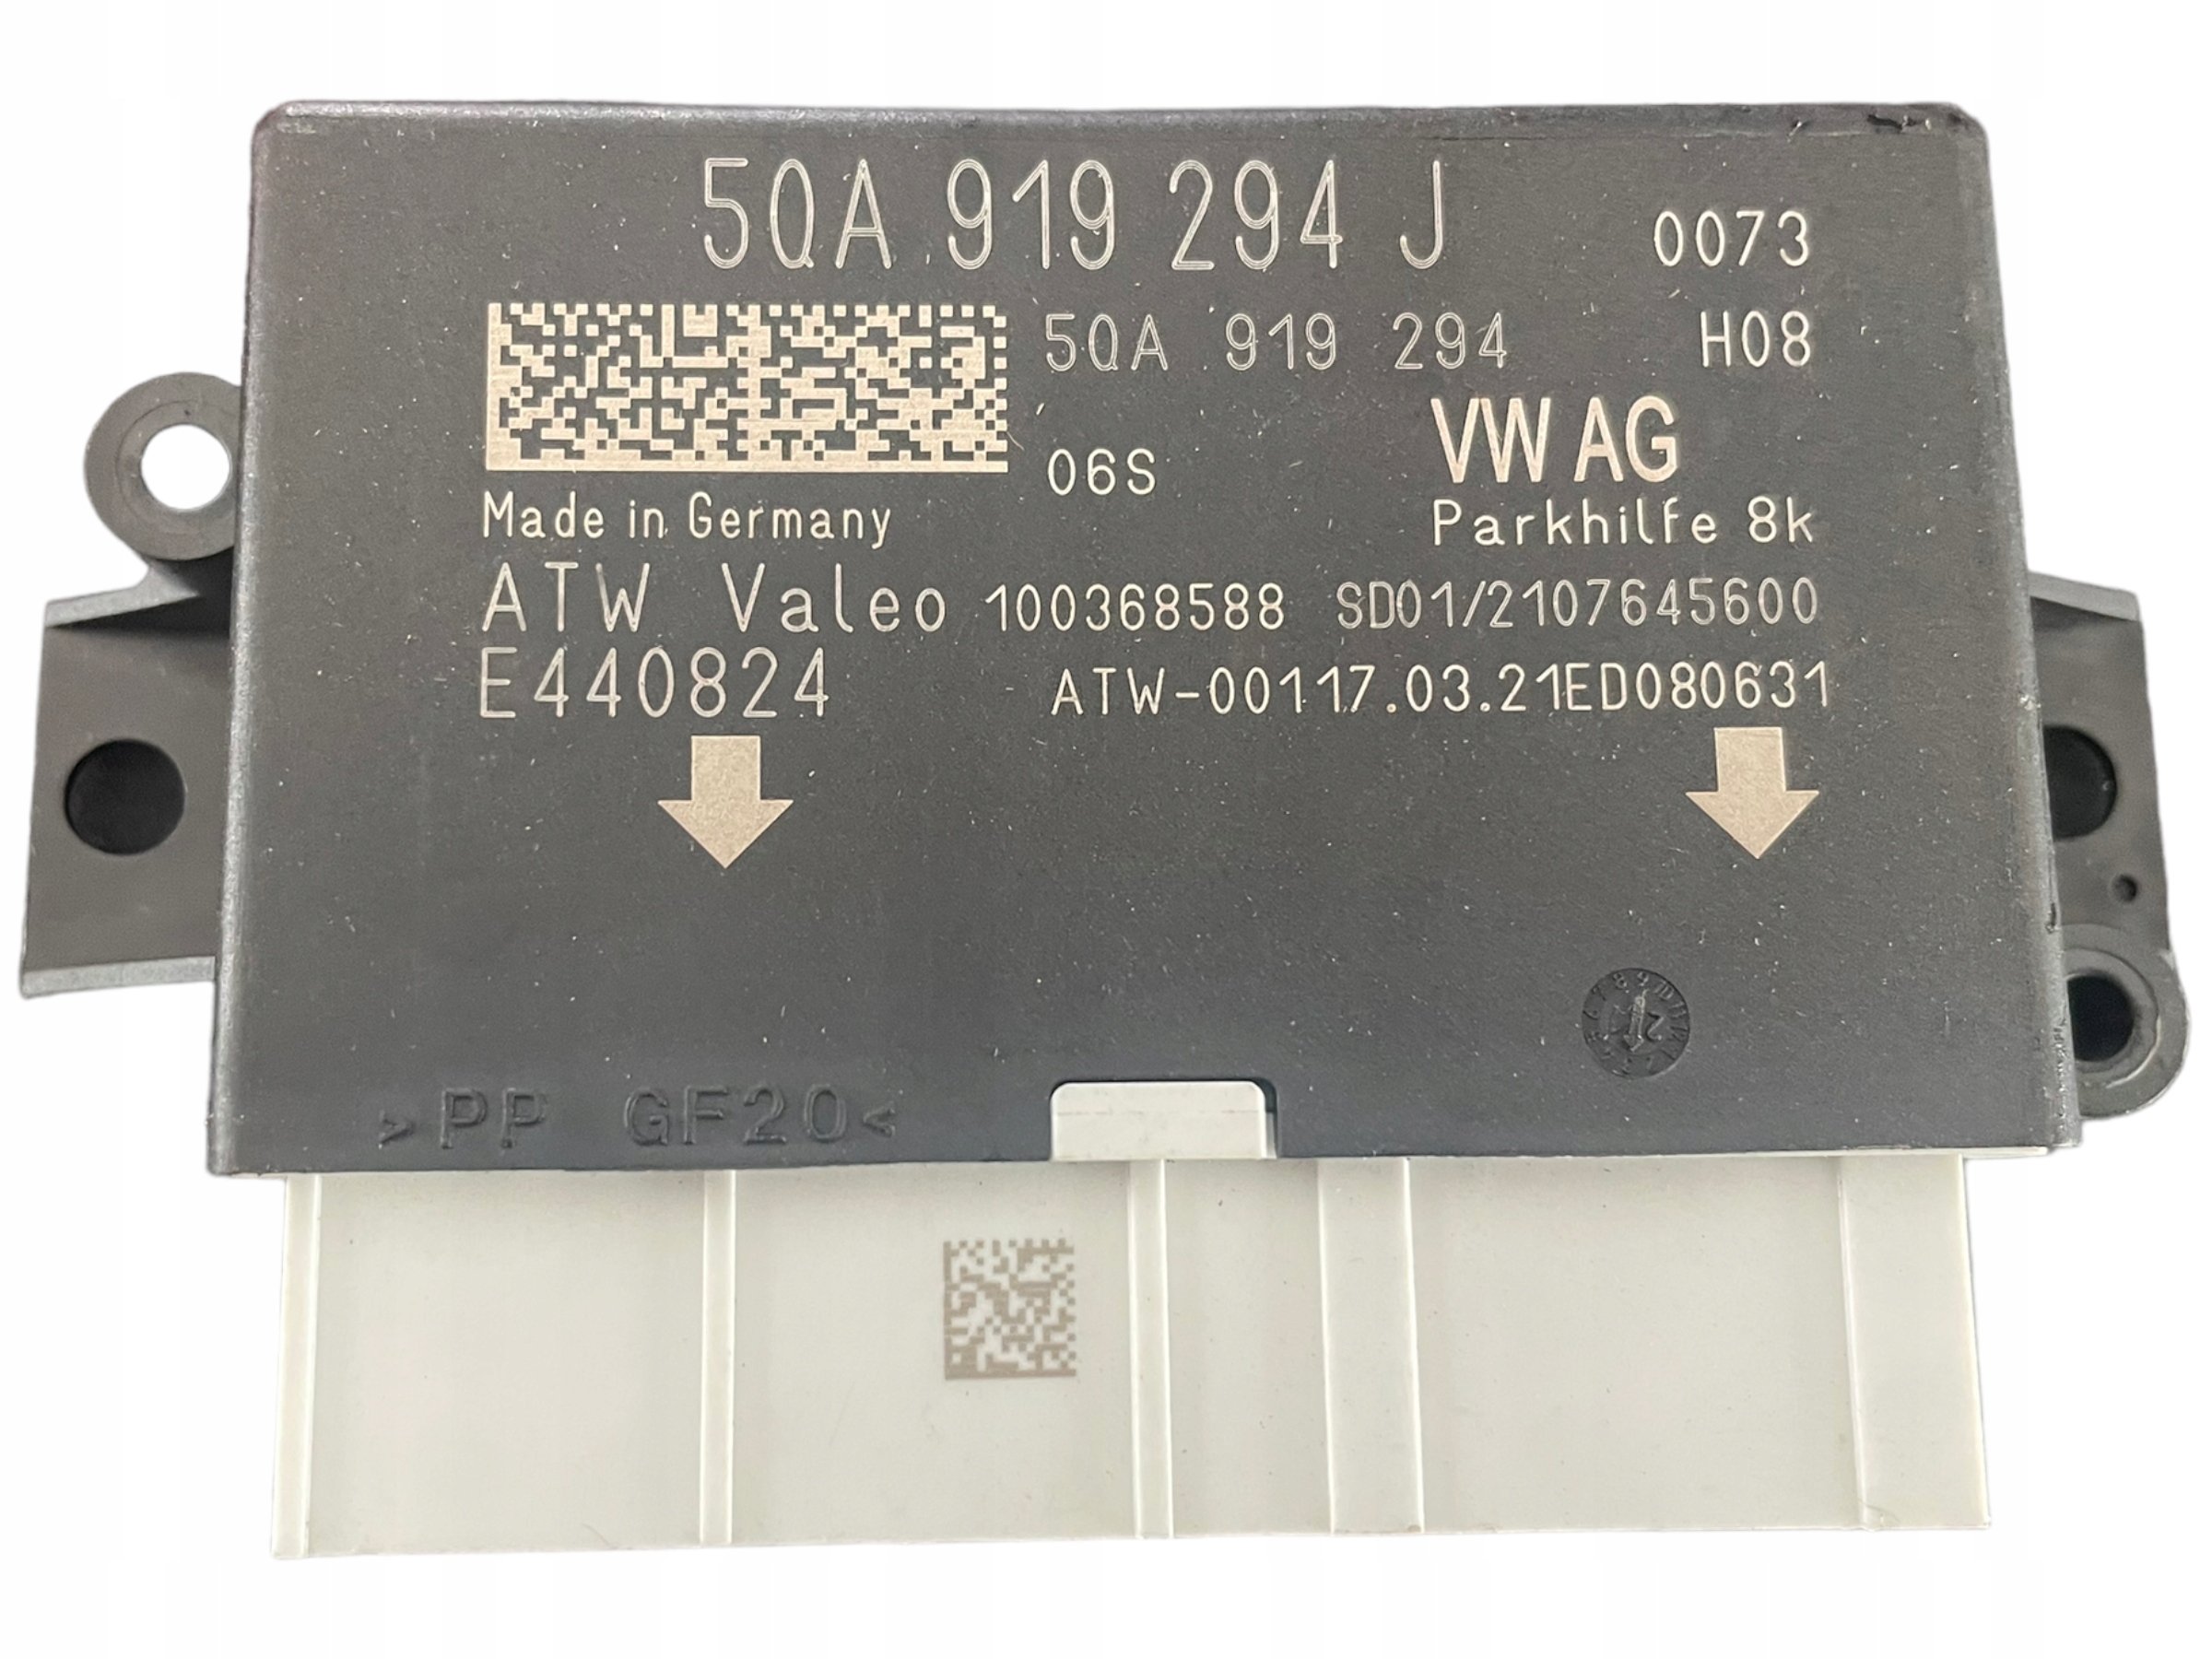 5QA 919 294 J 0073
5QA 919 294 H08
06S VW AG
Made in Germany Parkhilfe 8k
ATW Valeo 100368588 SD01/2107645600
E440824 ATW-00117.03.21ED080631
>PP GF20<